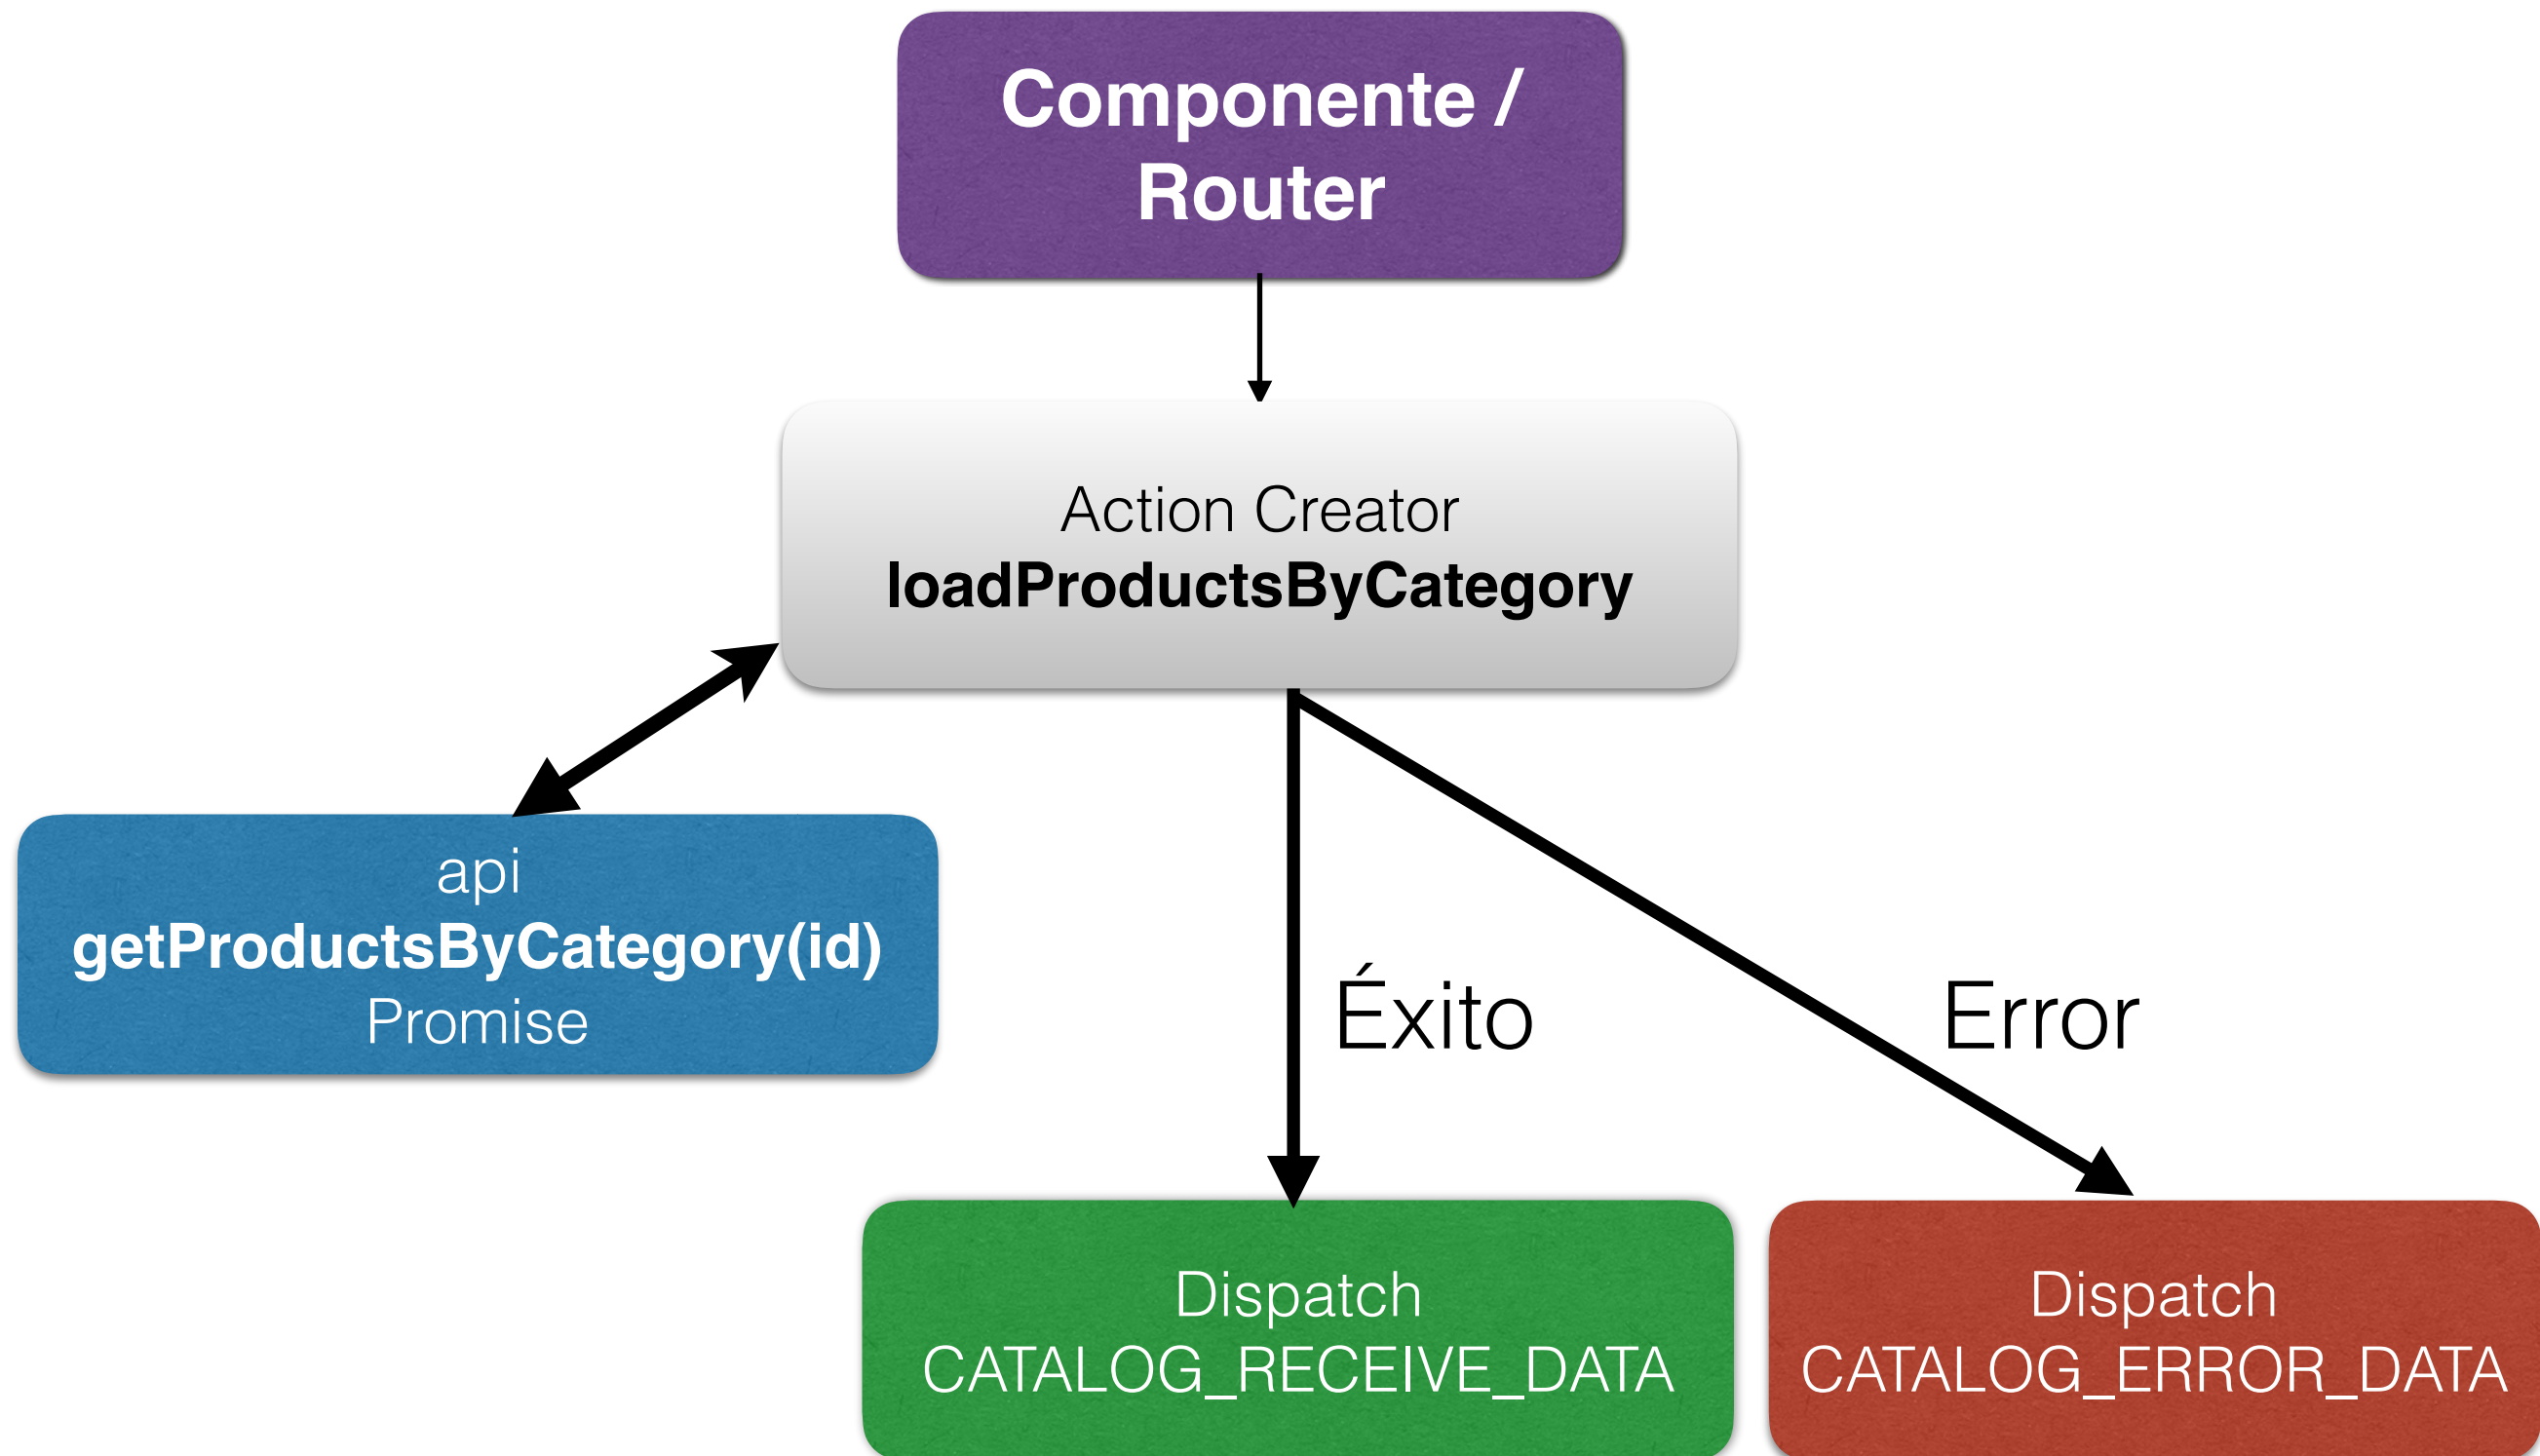 Componente /
Router
Action Creator
loadProductsByCategory
api
getProductsByCategory(id)
Promise
Éxito
Error
Dispatch
CATALOG_RECEIVE_DATA
Dispatch
CATALOG_ERROR_DATA